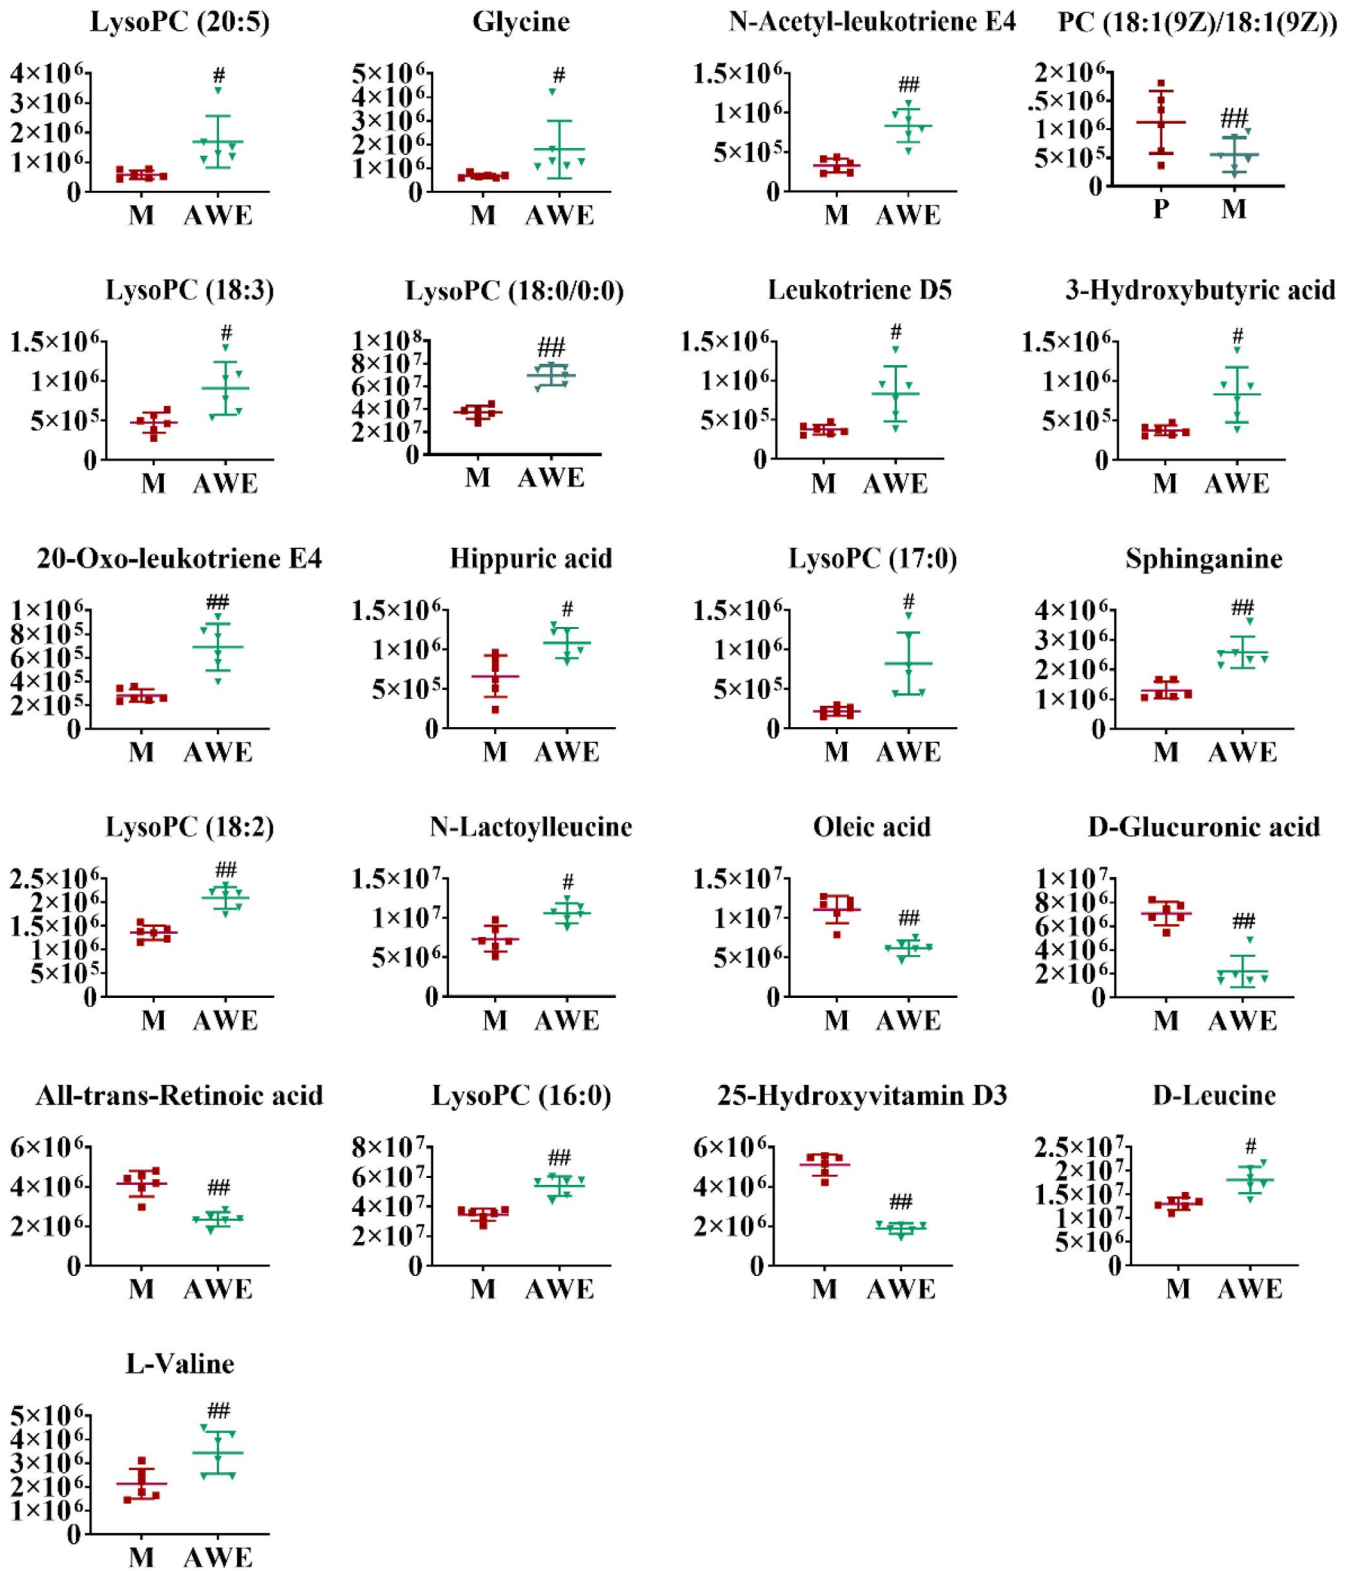 LysoPC (20:5)
4×10⁶
3×10⁶
2×10⁶
1×10⁶
0
#
M AWE
Glycine
5×10⁶
4×10⁶
3×10⁶
2×10⁶
1×10⁶
0
#
M AWE
N-Acetyl-leukotriene E4
1.5×10⁶
1×10⁶
5×10⁵
0
##
M AWE
PC (18:1(9Z)/18:1(9Z))
2×10⁶
.5×10⁶
1×10⁶
5×10⁵
0
##
P M
LysoPC (18:3)
1.5×10⁶
1×10⁶
5×10⁵
0
#
M AWE
LysoPC (18:0/0:0)
1×10⁸
8×10⁷
6×10⁷
4×10⁷
2×10⁷
0
##
M AWE
Leukotriene D5
1.5×10⁶
1×10⁶
5×10⁵
0
#
M AWE
3-Hydroxybutyric acid
1.5×10⁶
1×10⁶
5×10⁵
0
#
M AWE
20-Oxo-leukotriene E4
1×10⁶
8×10⁵
6×10⁵
4×10⁵
2×10⁵
0
##
M AWE
Hippuric acid
1.5×10⁶
1×10⁶
5×10⁵
0
#
M AWE
LysoPC (17:0)
1.5×10⁶
1×10⁶
5×10⁵
0
#
M AWE
Sphinganine
4×10⁶
3×10⁶
2×10⁶
1×10⁶
0
##
M AWE
LysoPC (18:2)
2.5×10⁶
2×10⁶
1.5×10⁶
1×10⁶
5×10⁵
0
##
M AWE
N-Lactoylleucine
1.5×10⁷
1×10⁷
5×10⁶
0
#
M AWE
Oleic acid
1.5×10⁷
1×10⁷
5×10⁶
0
##
M AWE
D-Glucuronic acid
1×10⁷
8×10⁶
6×10⁶
4×10⁶
2×10⁶
0
##
M AWE
All-trans-Retinoic acid
6×10⁶
4×10⁶
2×10⁶
0
##
M AWE
LysoPC (16:0)
8×10⁷
6×10⁷
4×10⁷
2×10⁷
0
##
M AWE
25-Hydroxyvitamin D3
6×10⁶
4×10⁶
2×10⁶
0
##
M AWE
D-Leucine
2.5×10⁷
2×10⁷
1.5×10⁷
1×10⁷
5×10⁶
0
#
M AWE
L-Valine
5×10⁶
4×10⁶
3×10⁶
2×10⁶
1×10⁶
0
##
M AWE